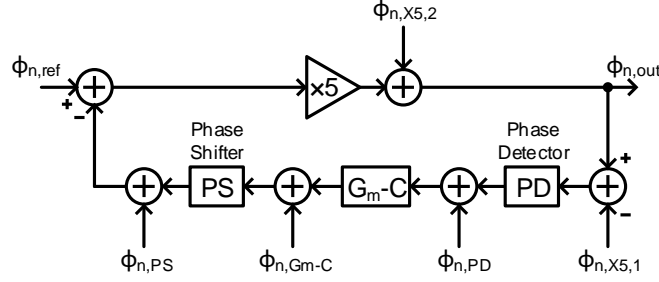 ϕn,X5,2
ϕn,ref
ϕn,out
+
×5
+
+
-
Phase
Shifter
Phase
Detector
+
+
PS
+
Gm-C
+
PD
+
-
ϕn,PS
ϕn,Gm-C
ϕn,PD
ϕn,X5,1